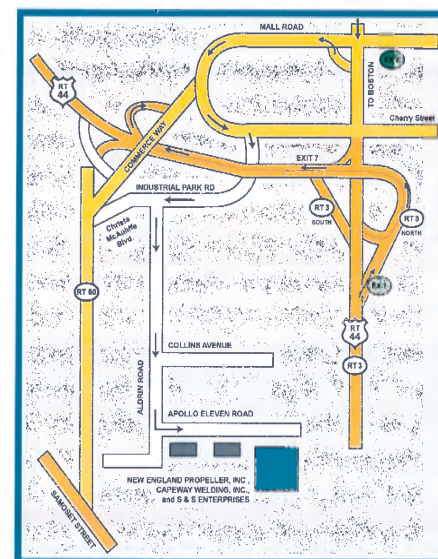 MALL ROAD
TO BOSTON
RT
44
Cherry Street
COMMERCE WAY
EXIT 7
INDUSTRIAL PARK RD
RT 3
SOUTH
RT 3
NORTH
Christa
McAuliffe
Blvd.
RT 80
RT
44
RT 3
COLLINS AVENUE
ALDRIN ROAD
APOLLO ELEVEN ROAD
NEW ENGLAND PROPELLER, INC.,
CAPEWAY WELDING, INC.,
and S & S ENTERPRISES
SAMOSET STREET